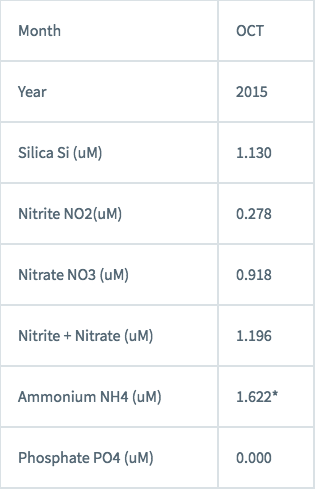 Month OCT
Year 2015
Silica Si (uM) 1.130
Nitrite NO2(uM) 0.278
Nitrate NO3 (uM) 0.918
Nitrite + Nitrate (uM) 1.196
Ammonium NH4 (uM) 1.622*
Phosphate PO4 (uM) 0.000